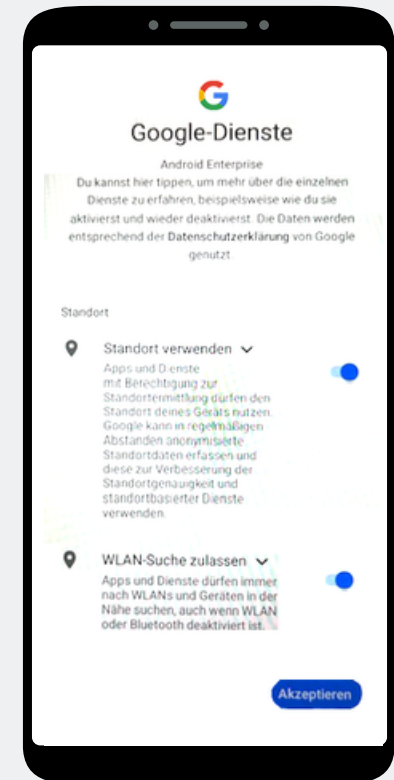 Google-Dienste
Android Enterprise
Du kannst hier tippen, um mehr über die einzelnen
Dienste zu erfahren, beispielsweise wie du sie
aktivierst und wieder deaktivierst. Die Daten werden
entsprechend der Datenschutzerklärung von Google
genutzt.
Standort
Standort verwenden
Apps und Dienste
mit Berechtigung zur
Standortermittlung dürfen den
Standort deines Geräts nutzen.
Google kann in regelmäßigen
Abständen anonymisierte
Standortdaten erfassen und
diese zur Verbesserung der
Standortgenauigkeit und
standortbasierter Dienste
verwenden.
WLAN-Suche zulassen
Apps und Dienste dürfen immer
nach WLANs und Geräten in der
Nähe suchen, auch wenn WLAN
oder Bluetooth deaktiviert ist.
Akzeptieren